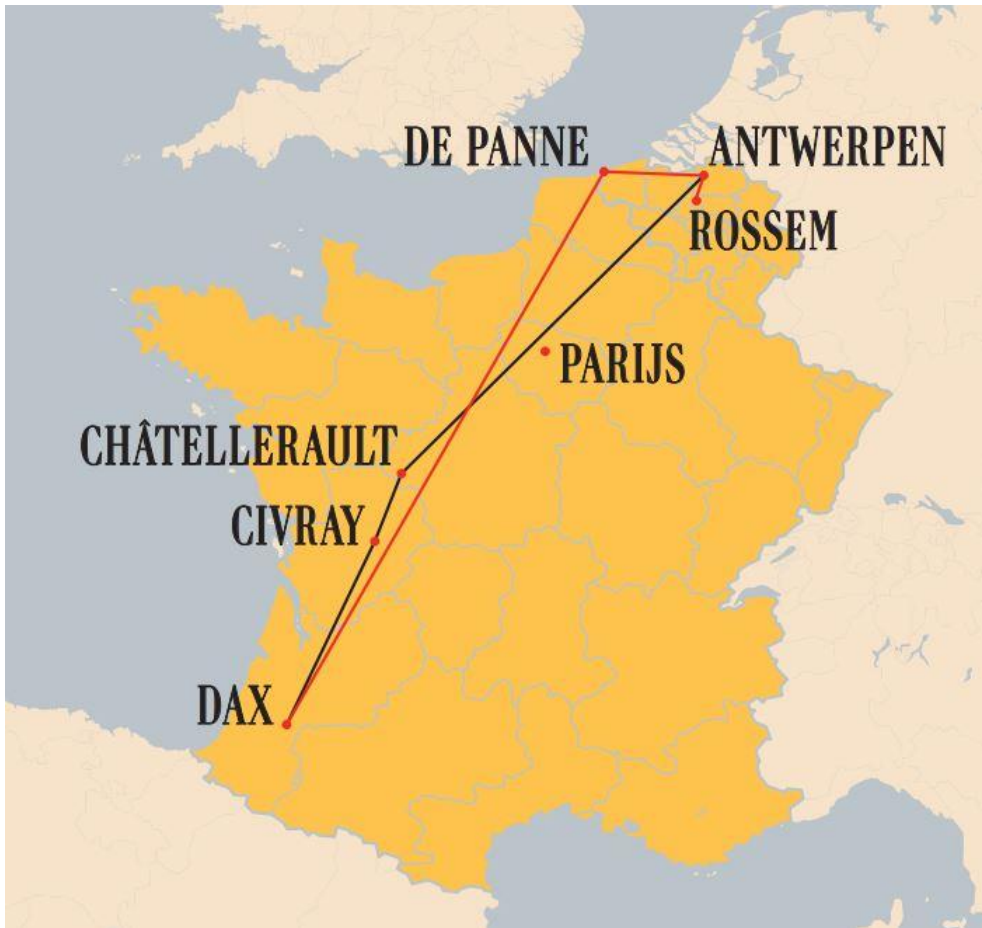 DE PANNE
ANTWERPEN
ROSSEM
PARIJS
CHÂTELLERAULT
CIVRAY
DAX